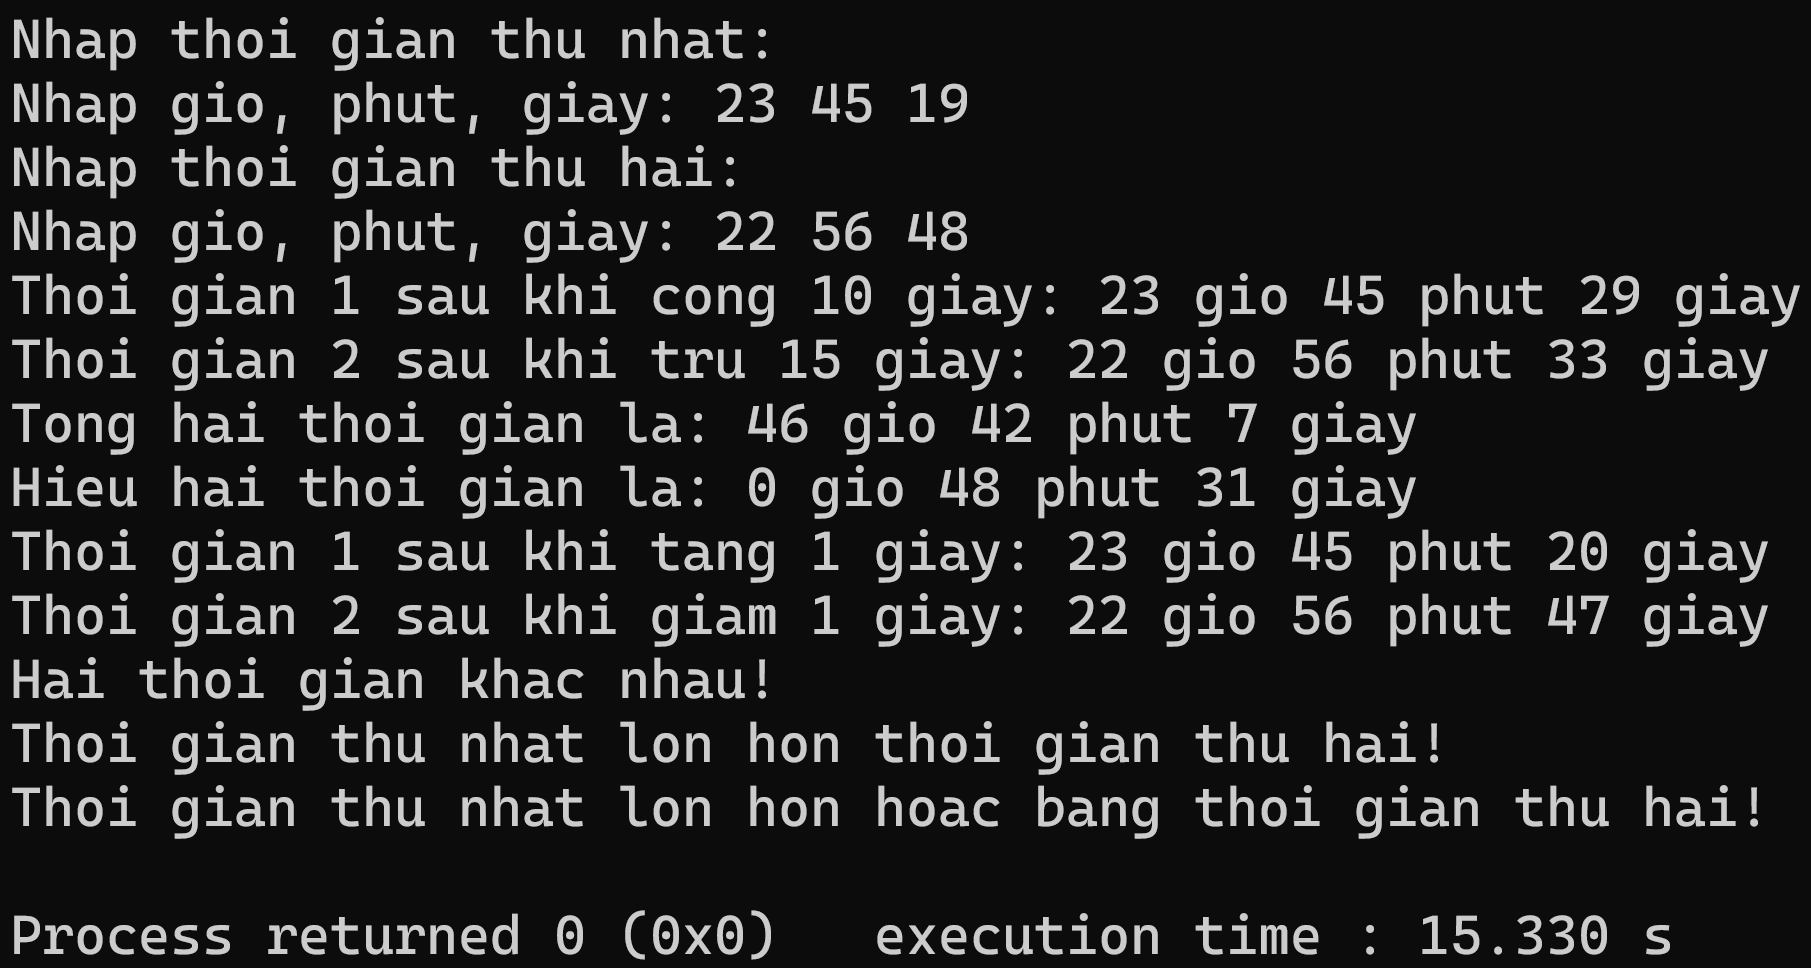 Nhap thoi gian thu nhat:
Nhap gio, phut, giay: 23 45 19
Nhap thoi gian thu hai:
Nhap gio, phut, giay: 22 56 48
Thoi gian 1 sau khi cong 10 giay: 23 gio 45 phut 29 giay
Thoi gian 2 sau khi tru 15 giay: 22 gio 56 phut 33 giay
Tong hai thoi gian la: 46 gio 42 phut 7 giay
Hieu hai thoi gian la: 0 gio 48 phut 31 giay
Thoi gian 1 sau khi tang 1 giay: 23 gio 45 phut 20 giay
Thoi gian 2 sau khi giam 1 giay: 22 gio 56 phut 47 giay
Hai thoi gian khac nhau!
Thoi gian thu nhat lon hon thoi gian thu hai!
Thoi gian thu nhat lon hon hoac bang thoi gian thu hai!
Process returned 0 (0x0)   execution time : 15.330 s